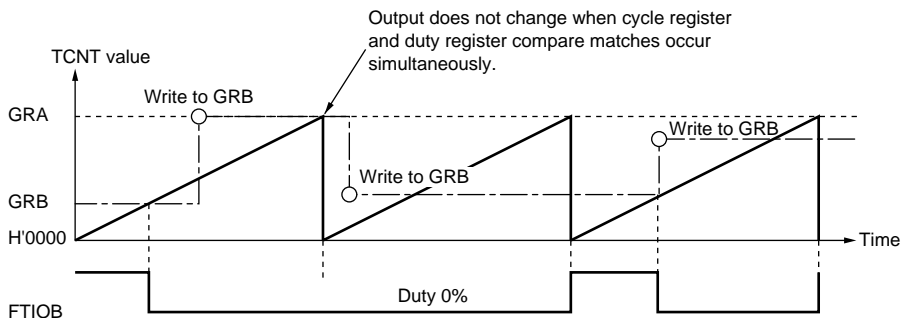 Output does not change when cycle register
and duty register compare matches occur
simultaneously.
TCNT value
Write to GRB
GRA
Write to GRB
Write to GRB
GRB
H'0000
Time
Duty 0%
FTIOB